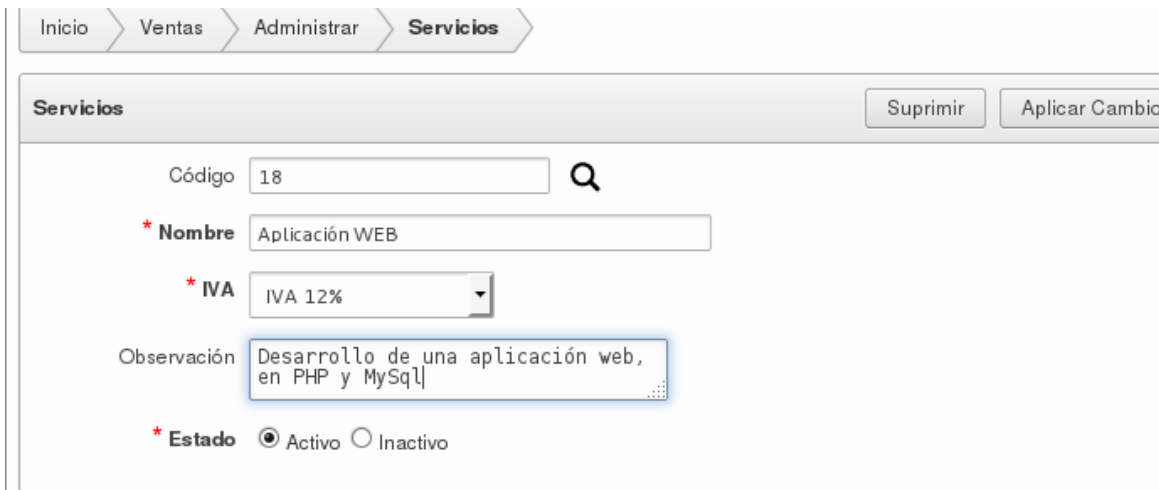 Inicio Ventas Administrar Servicios
Servicios Suprimir Aplicar Cambio
Código 18
* Nombre Aplicación WEB
* IVA IVA 12%
Observación Desarrollo de una aplicación web,
en PHP y MySql
* Estado Activo Inactivo